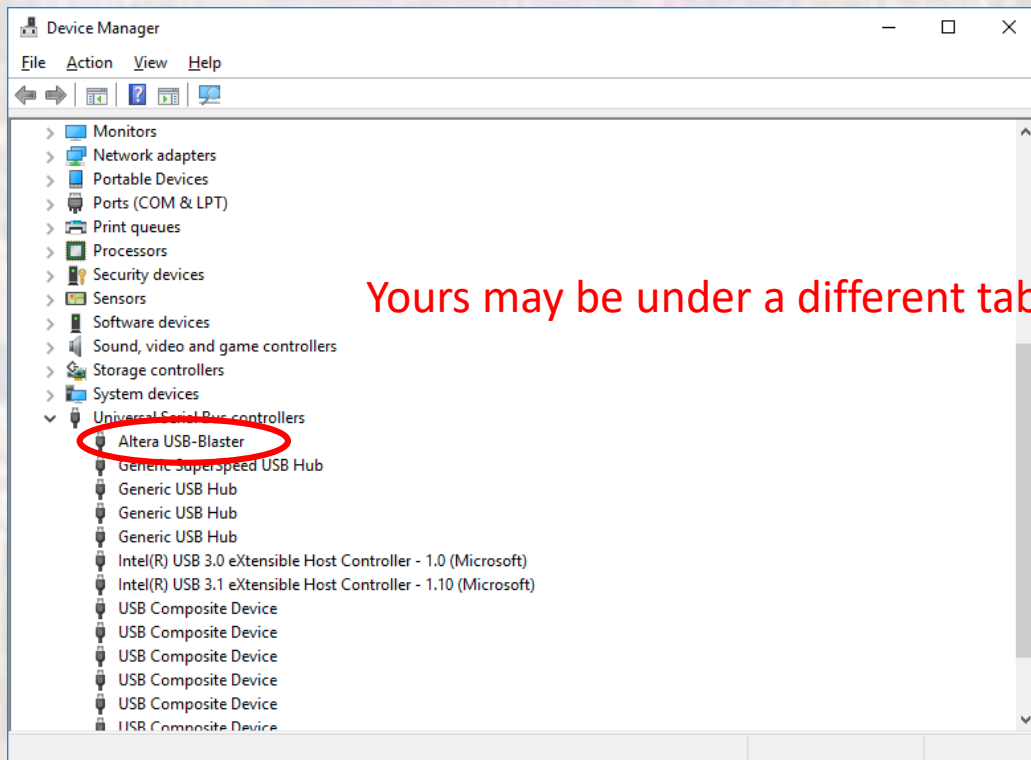 Device Manager
File Action View Help
Monitors
Network adapters
Portable Devices
Ports (COM & LPT)
Print queues
Processors
Security devices
Sensors
Yours may be under a different tab
Software devices
Sound, video and game controllers
Storage controllers
System devices
Universal Serial Bus controllers
Altera USB-Blaster
Generic SuperSpeed USB Hub
Generic USB Hub
Generic USB Hub
Generic USB Hub
Intel(R) USB 3.0 eXtensible Host Controller - 1.0 (Microsoft)
Intel(R) USB 3.1 eXtensible Host Controller - 1.10 (Microsoft)
USB Composite Device
USB Composite Device
USB Composite Device
USB Composite Device
USB Composite Device
USB Composite Device